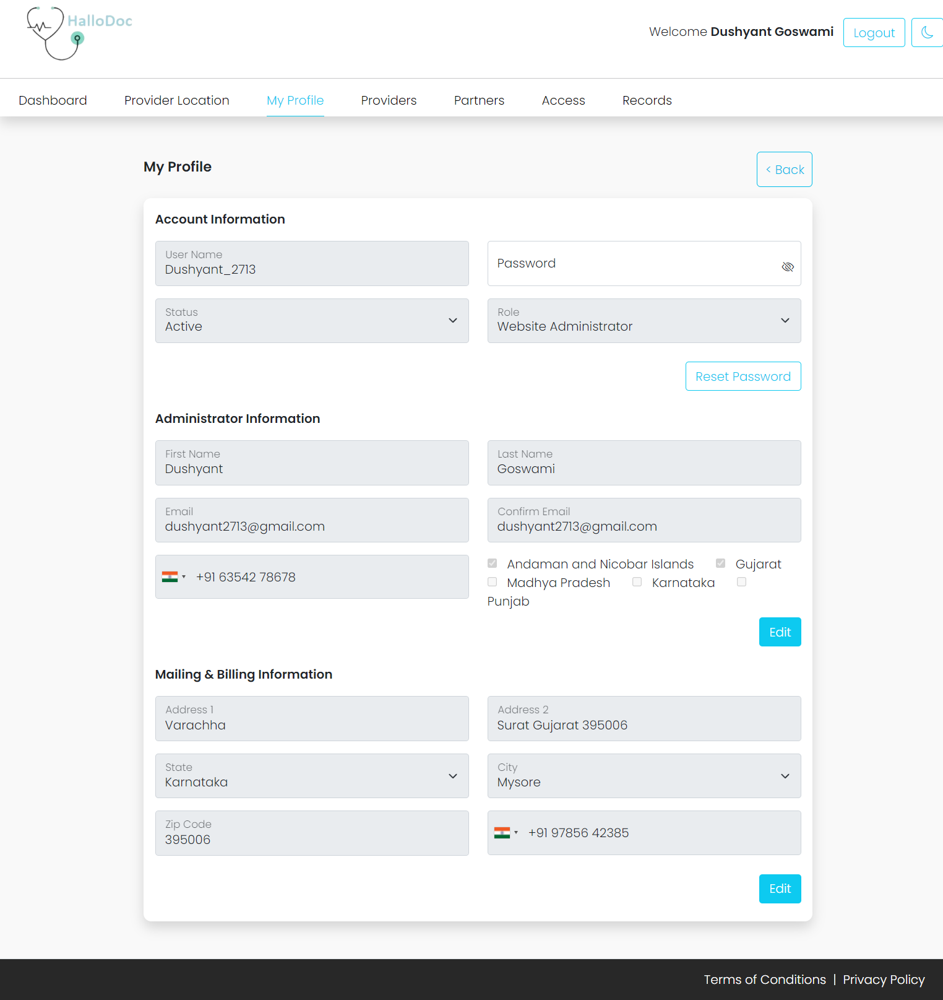 HalloDoc
Welcome Dushyant Goswami Logout
Dashboard Provider Location My Profile Providers Partners Access Records
My Profile
< Back
Account Information
User Name
Dushyant_2713
Password
Status
Active
Role
Website Administrator
Reset Password
Administrator Information
First Name
Dushyant
Last Name
Goswami
Email
dushyant2713@gmail.com
Confirm Email
dushyant2713@gmail.com
+91 63542 78678
Andaman and Nicobar Islands Gujarat
Madhya Pradesh Karnataka
Punjab
Edit
Mailing & Billing Information
Address 1
Varachha
Address 2
Surat Gujarat 395006
State
Karnataka
City
Mysore
Zip Code
395006
+91 97856 42385
Edit
Terms of Conditions | Privacy Policy